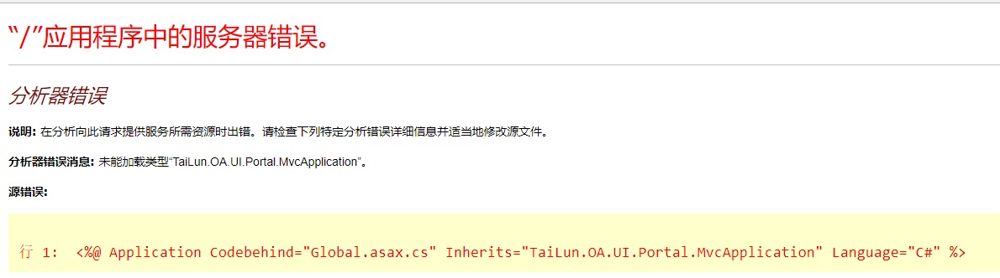 “/”应用程序中的服务器错误。
分析器错误
说明: 在分析向此请求提供服务所需资源时出错。请检查下列特定分析错误详细信息并适当地修改源文件。
分析器错误消息: 未能加载类型“TaiLun.OA.UI.Portal.MvcApplication”。
源错误:
行 1:  <%@ Application Codebehind="Global.asax.cs" Inherits="TaiLun.OA.UI.Portal.MvcApplication" Language="C#" %>